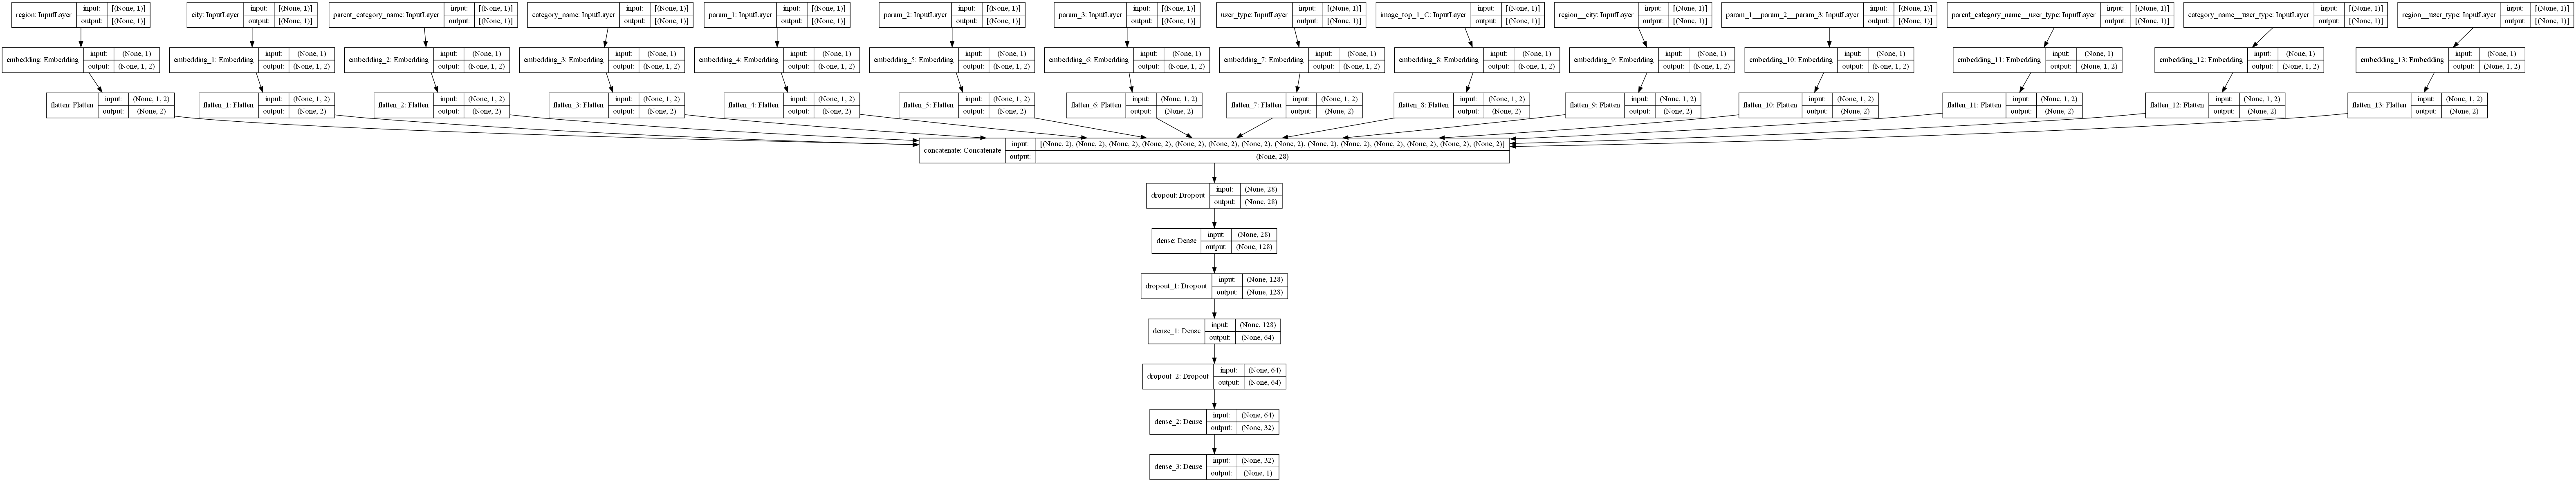 region: InputLayer input: [(None, 1)] output: [(None, 1)]
city: InputLayer input: [(None, 1)] output: [(None, 1)]
parent_category_name: InputLayer input: [(None, 1)] output: [(None, 1)]
category_name: InputLayer input: [(None, 1)] output: [(None, 1)]
param_1: InputLayer input: [(None, 1)] output: [(None, 1)]
param_2: InputLayer input: [(None, 1)] output: [(None, 1)]
param_3: InputLayer input: [(None, 1)] output: [(None, 1)]
user_type: InputLayer input: [(None, 1)] output: [(None, 1)]
image_top_1_C: InputLayer input: [(None, 1)] output: [(None, 1)]
region__city: InputLayer input: [(None, 1)] output: [(None, 1)]
param_1__param_2__param_3: InputLayer input: [(None, 1)] output: [(None, 1)]
parent_category_name__user_type: InputLayer input: [(None, 1)] output: [(None, 1)]
category_name__user_type: InputLayer input: [(None, 1)] output: [(None, 1)]
region__user_type: InputLayer input: [(None, 1)] output: [(None, 1)]
embedding: Embedding input: (None, 1) output: (None, 1, 2)
embedding_1: Embedding input: (None, 1) output: (None, 1, 2)
embedding_2: Embedding input: (None, 1) output: (None, 1, 2)
embedding_3: Embedding input: (None, 1) output: (None, 1, 2)
embedding_4: Embedding input: (None, 1) output: (None, 1, 2)
embedding_5: Embedding input: (None, 1) output: (None, 1, 2)
embedding_6: Embedding input: (None, 1) output: (None, 1, 2)
embedding_7: Embedding input: (None, 1) output: (None, 1, 2)
embedding_8: Embedding input: (None, 1) output: (None, 1, 2)
embedding_9: Embedding input: (None, 1) output: (None, 1, 2)
embedding_10: Embedding input: (None, 1) output: (None, 1, 2)
embedding_11: Embedding input: (None, 1) output: (None, 1, 2)
embedding_12: Embedding input: (None, 1) output: (None, 1, 2)
embedding_13: Embedding input: (None, 1) output: (None, 1, 2)
flatten: Flatten input: (None, 1, 2) output: (None, 2)
flatten_1: Flatten input: (None, 1, 2) output: (None, 2)
flatten_2: Flatten input: (None, 1, 2) output: (None, 2)
flatten_3: Flatten input: (None, 1, 2) output: (None, 2)
flatten_4: Flatten input: (None, 1, 2) output: (None, 2)
flatten_5: Flatten input: (None, 1, 2) output: (None, 2)
flatten_6: Flatten input: (None, 1, 2) output: (None, 2)
flatten_7: Flatten input: (None, 1, 2) output: (None, 2)
flatten_8: Flatten input: (None, 1, 2) output: (None, 2)
flatten_9: Flatten input: (None, 1, 2) output: (None, 2)
flatten_10: Flatten input: (None, 1, 2) output: (None, 2)
flatten_11: Flatten input: (None, 1, 2) output: (None, 2)
flatten_12: Flatten input: (None, 1, 2) output: (None, 2)
flatten_13: Flatten input: (None, 1, 2) output: (None, 2)
concatenate: Concatenate input: [(None, 2), (None, 2), (None, 2), (None, 2), (None, 2), (None, 2), (None, 2), (None, 2), (None, 2), (None, 2), (None, 2), (None, 2), (None, 2), (None, 2)] output: (None, 28)
dropout: Dropout input: (None, 28) output: (None, 28)
dense: Dense input: (None, 28) output: (None, 128)
dropout_1: Dropout input: (None, 128) output: (None, 128)
dense_1: Dense input: (None, 128) output: (None, 64)
dropout_2: Dropout input: (None, 64) output: (None, 64)
dense_2: Dense input: (None, 64) output: (None, 32)
dense_3: Dense input: (None, 32) output: (None, 1)